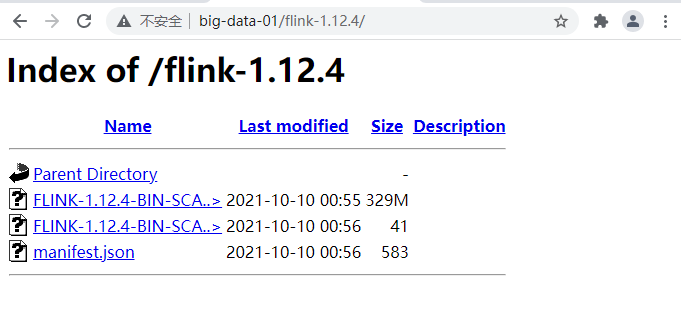 不安全 | big-data-01/flink-1.12.4/
Index of /flink-1.12.4
Name Last modified Size Description
Parent Directory -
FLINK-1.12.4-BIN-SCA..> 2021-10-10 00:55 329M
FLINK-1.12.4-BIN-SCA..> 2021-10-10 00:56 41
manifest.json 2021-10-10 00:56 583